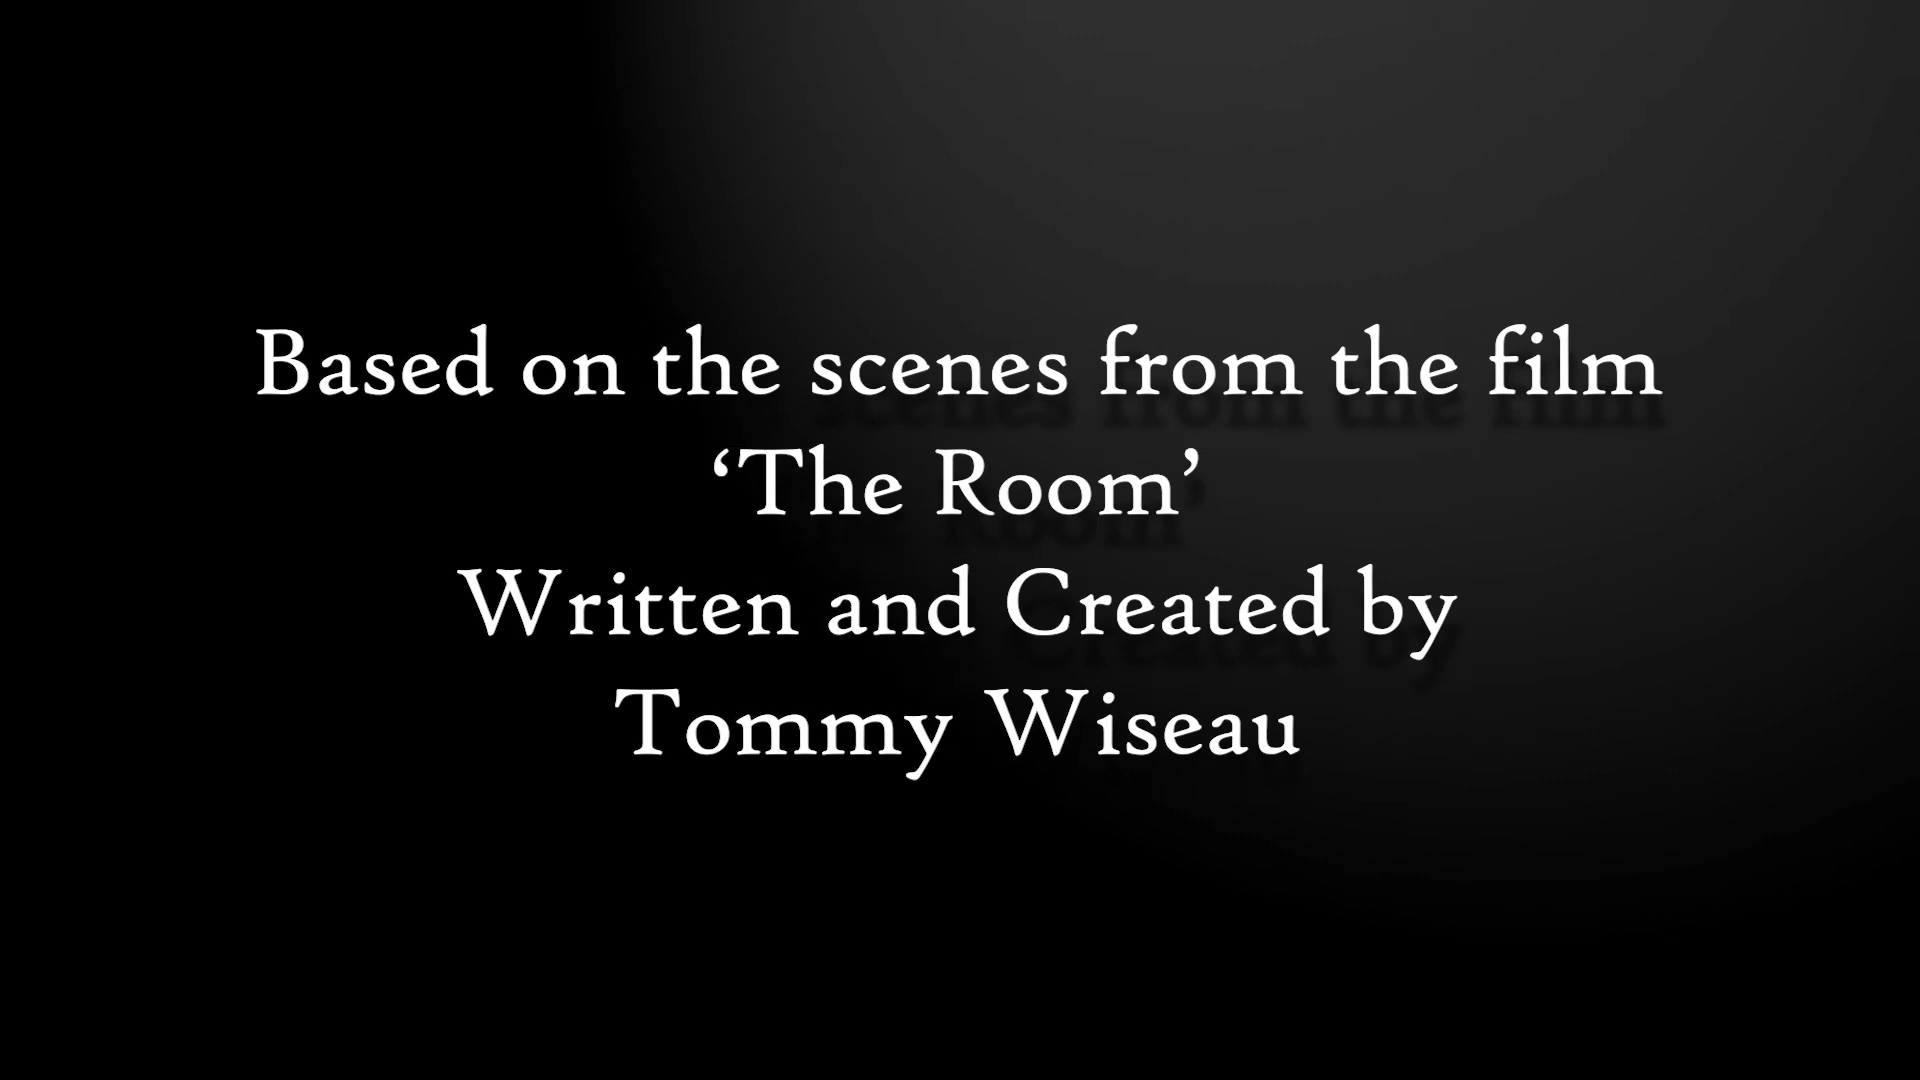 Based on the scenes from the film
‘The Room’
Written and Created by
Tommy Wiseau